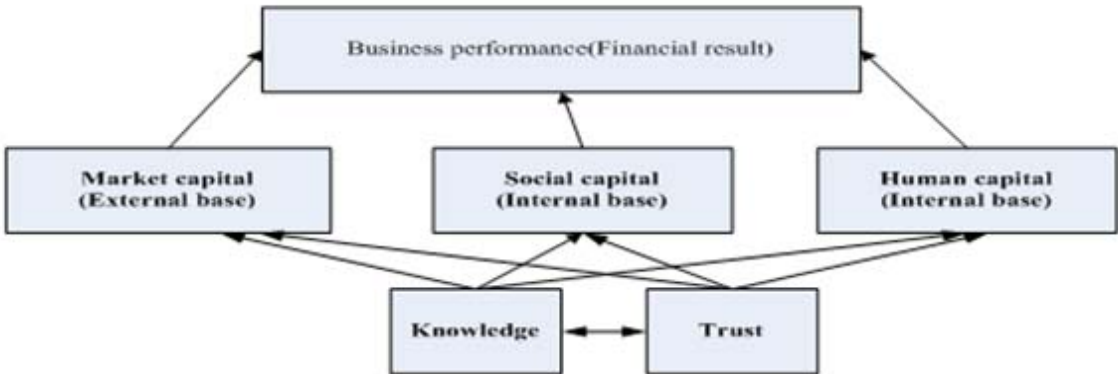 Business performance(Financial result)
Market capital
(External base)
Social capital
(Internal base)
Human capital
(Internal base)
Knowledge
Trust